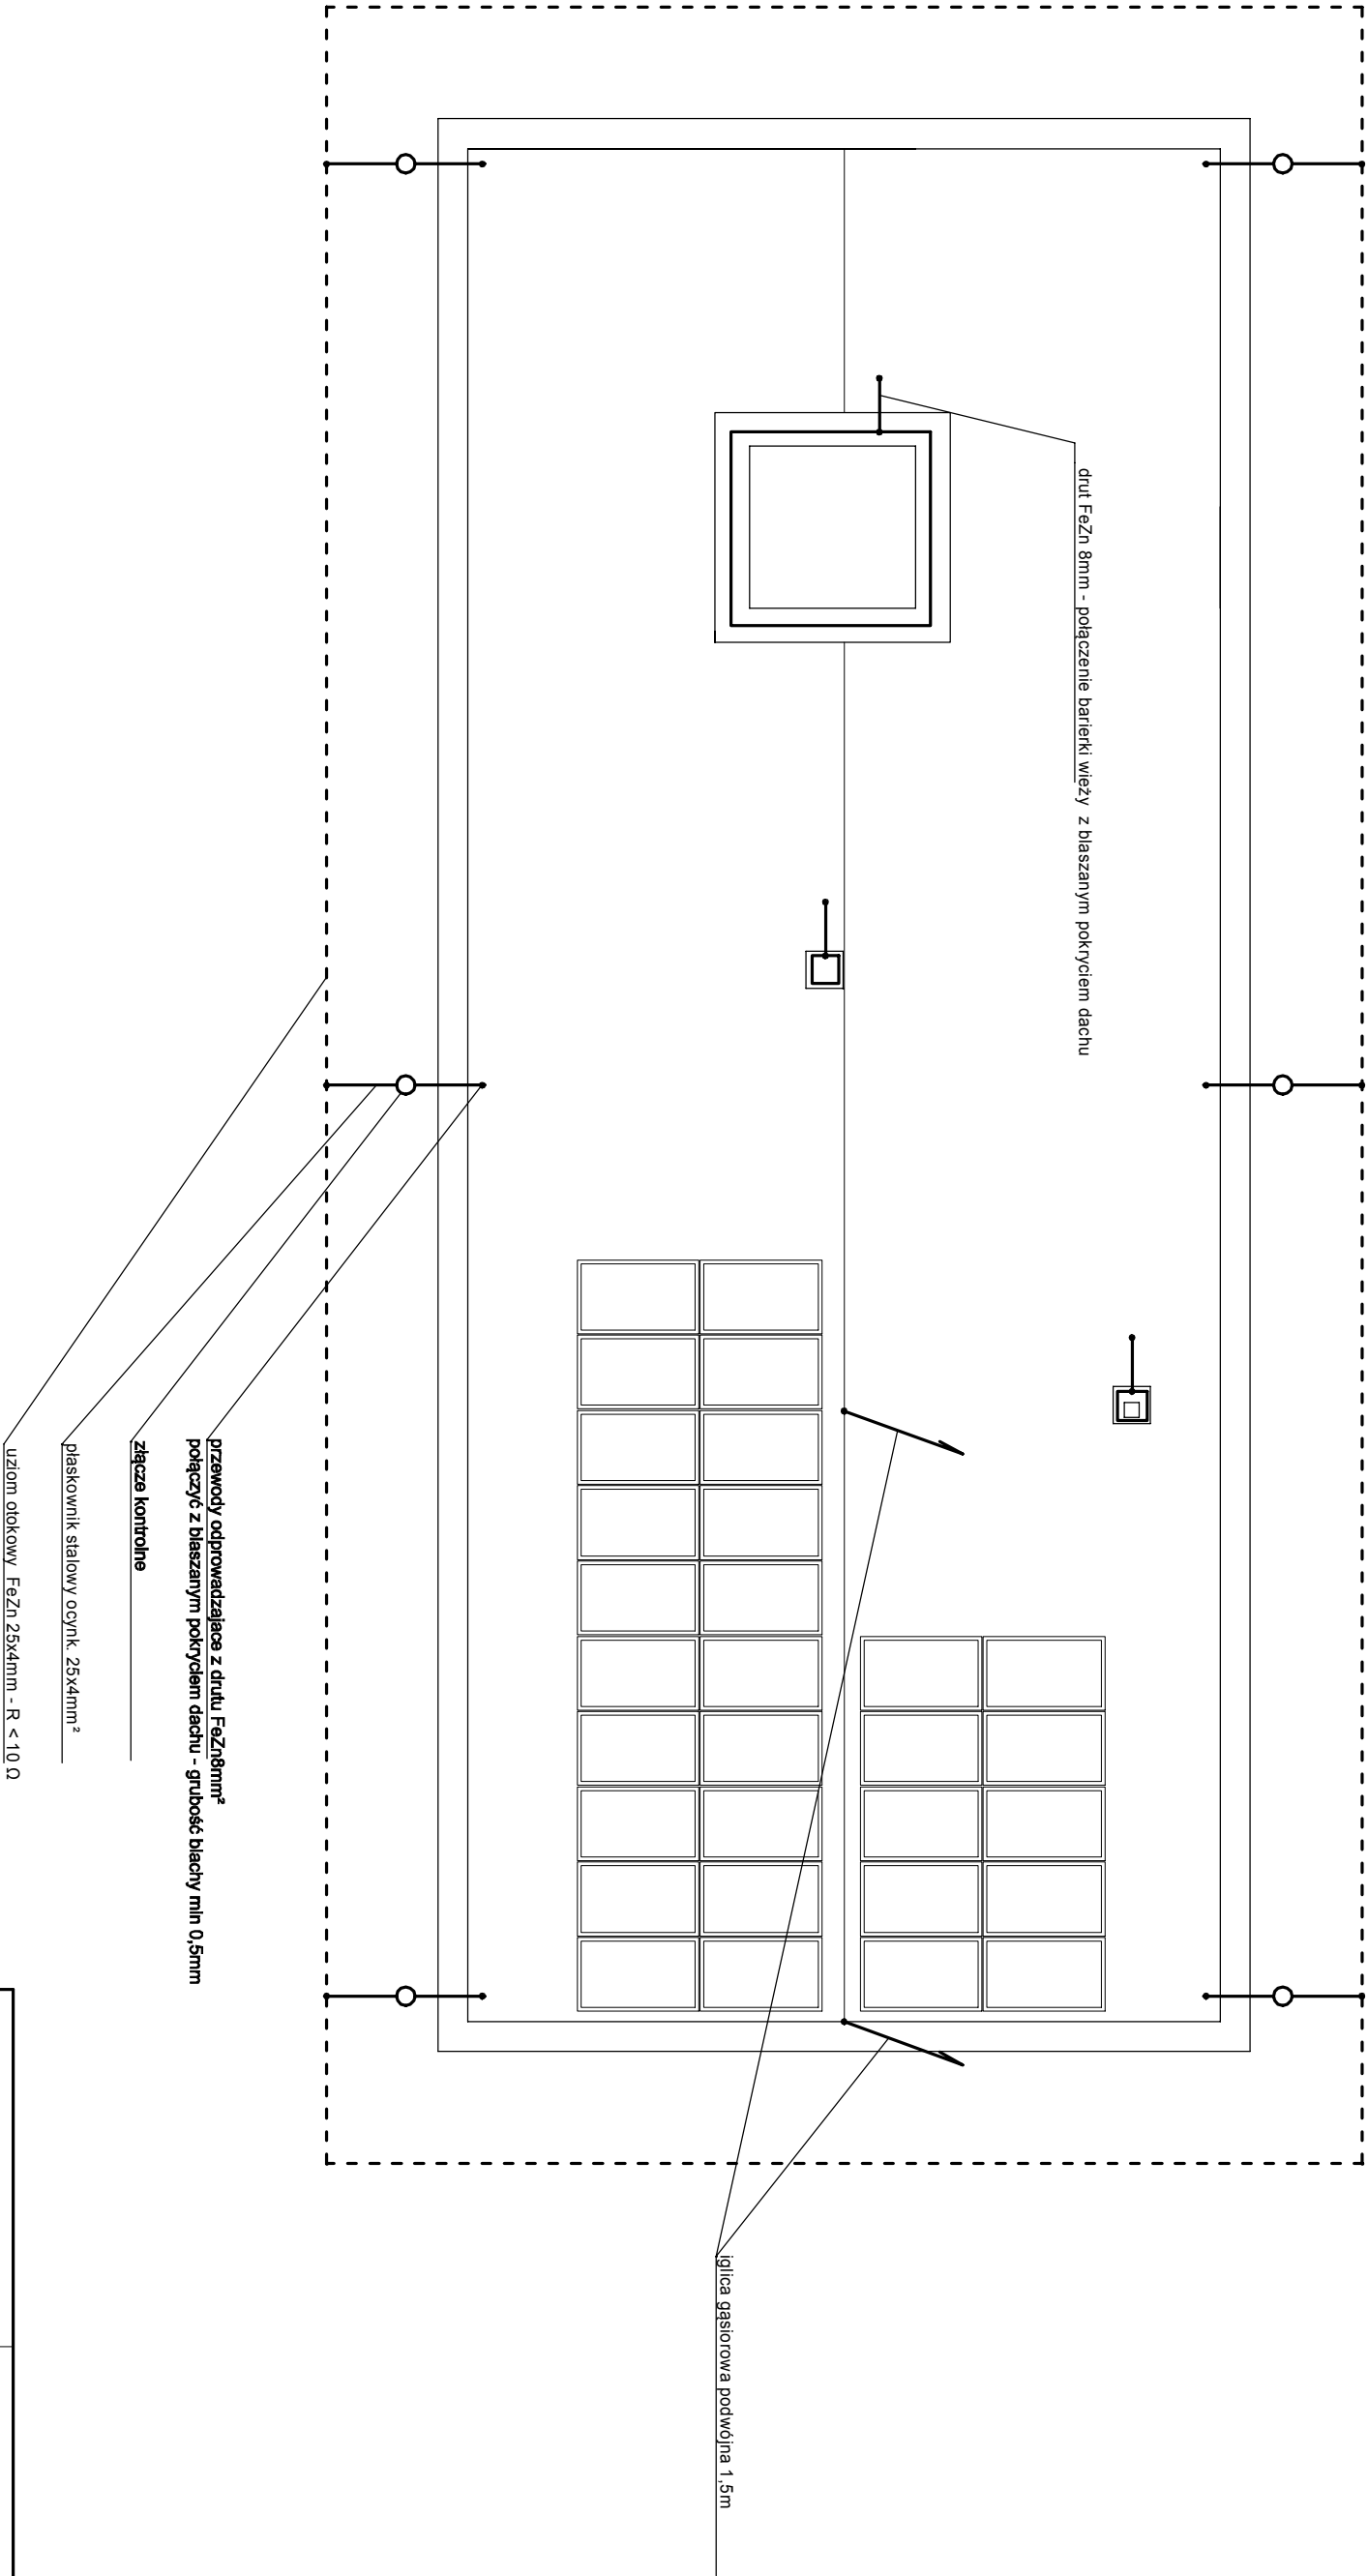 drut FeZn 8mm - połączenie barierki wieży z blaszanym pokryciem dachu
przewody odprowadzajace z drutu FeZn8mm²
połączyć z blaszanym pokryciem dachu - grubość blachy min 0,5mm
złącze kontrolne
płaskownik stalowy ocynk. 25x4mm²
uziom otokowy FeZn 25x4mm - R < 10 Ω
iglica gąsiorowa podwójna 1,5m